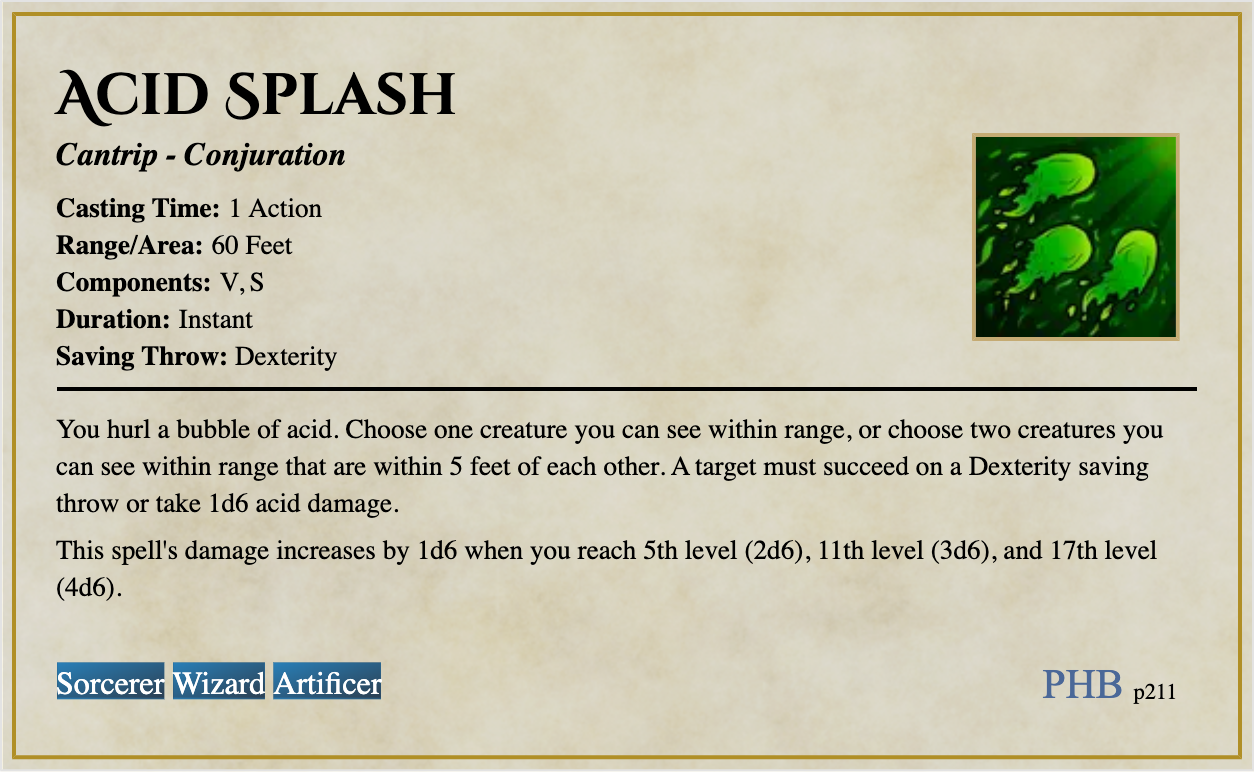 Acid Splash
Cantrip - Conjuration
Casting Time: 1 Action
Range/Area: 60 Feet
Components: V, S
Duration: Instant
Saving Throw: Dexterity
You hurl a bubble of acid. Choose one creature you can see within range, or choose two creatures you
can see within range that are within 5 feet of each other. A target must succeed on a Dexterity saving
throw or take 1d6 acid damage.
This spell's damage increases by 1d6 when you reach 5th level (2d6), 11th level (3d6), and 17th level
(4d6).
Sorcerer Wizard Artificer PHB p211